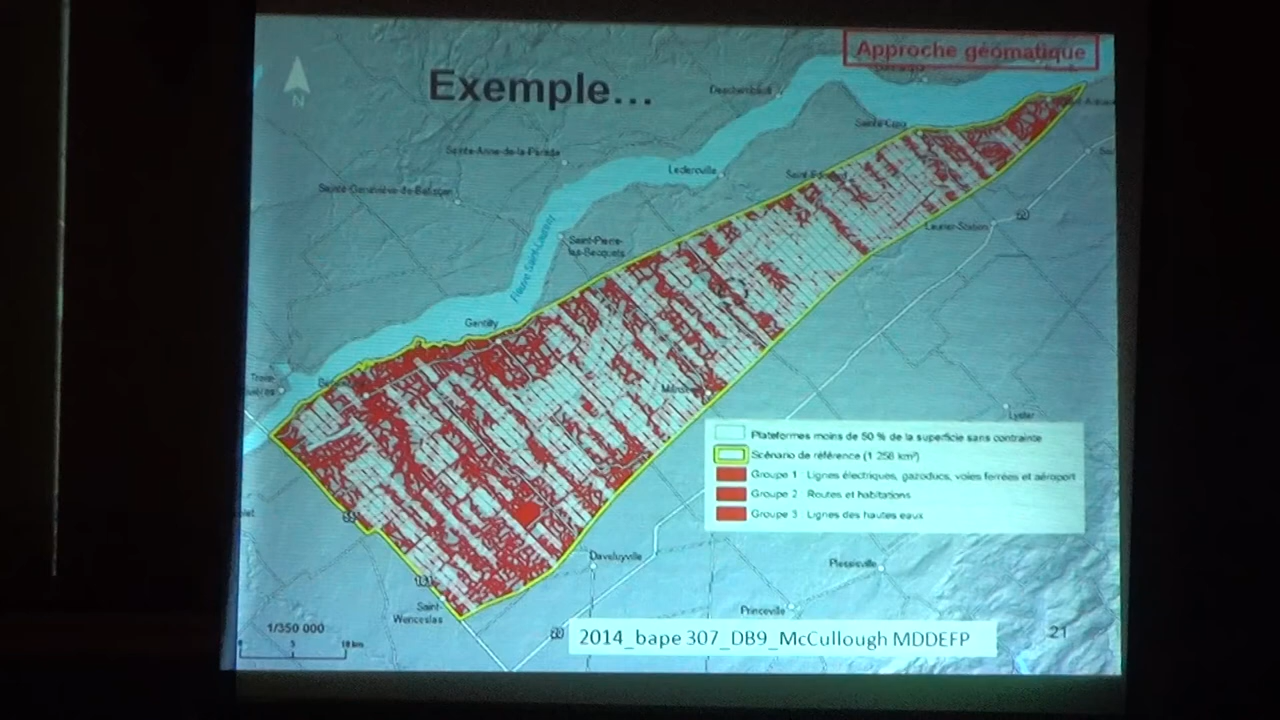 Approche géomatique
Exemple...
N
Deschambault
Sainte-Croix
Sainte-Anne-de-la-Pérade
Leclercville
Sainte-Geneviève-de-Batiscan
Laurier-Station
20
Saint-Pierre-
les-Becquets
Fleuve Saint-Laurent
Gentilly
Lyster
Plateformes moins de 50 % de la superficie sans contrainte
Scénario de référence (1 256 km²)
Groupe 1 Lignes électriques, gazoducs, voies ferrées et aéroport
Groupe 2 Routes et habitations
Groupe 3 Lignes des hautes eaux
Daveluyville
Plessisville
Saint-
Wenceslas
Princeville
1/350 000
21
2014_bape 307_DB9_McCullough MDDEFP